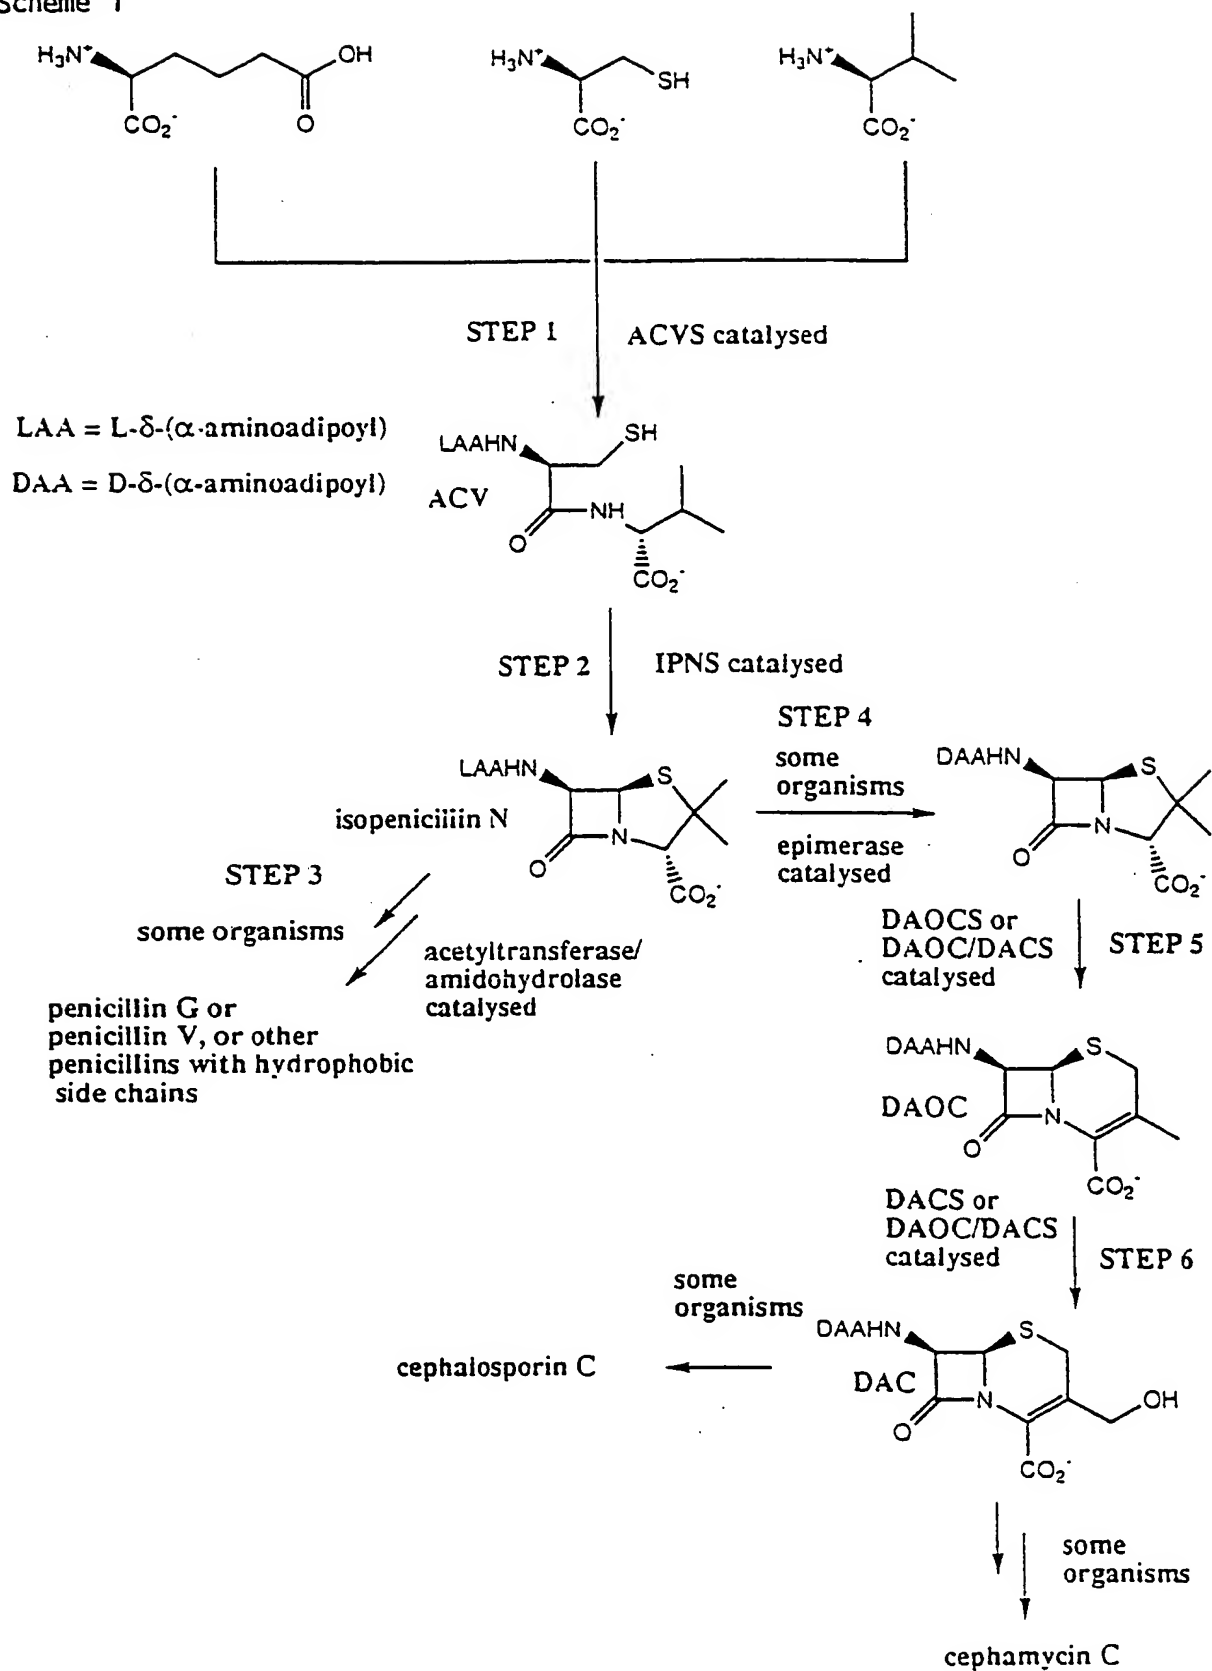 Scheme 1
H₃N⁺ OH
CO₂⁻ O
H₃N⁺ SH
CO₂⁻
H₃N⁺
CO₂⁻
STEP 1 ACVS catalysed
LAA = L-δ-(α-aminoadipoyl)
DAA = D-δ-(α-aminoadipoyl)
LAAHN SH
ACV
NH
O
CO₂⁻
STEP 2 IPNS catalysed
LAAHN S
isopeniciiiin N
N
O
CO₂⁻
STEP 4
some
organisms
epimerase
catalysed
DAAHN S
N
O
CO₂⁻
STEP 3
some organisms
acetyltransferase/
amidohydrolase
catalysed
penicillin G or
penicillin V, or other
penicillins with hydrophobic
side chains
DAOCS or
DAOC/DACS
catalysed
STEP 5
DAAHN S
DAOC
N
O
CO₂⁻
DACS or
DAOC/DACS
catalysed
STEP 6
some
organisms
cephalosporin C
DAAHN S
DAC
N
OH
O
CO₂⁻
some
organisms
cephamycin C